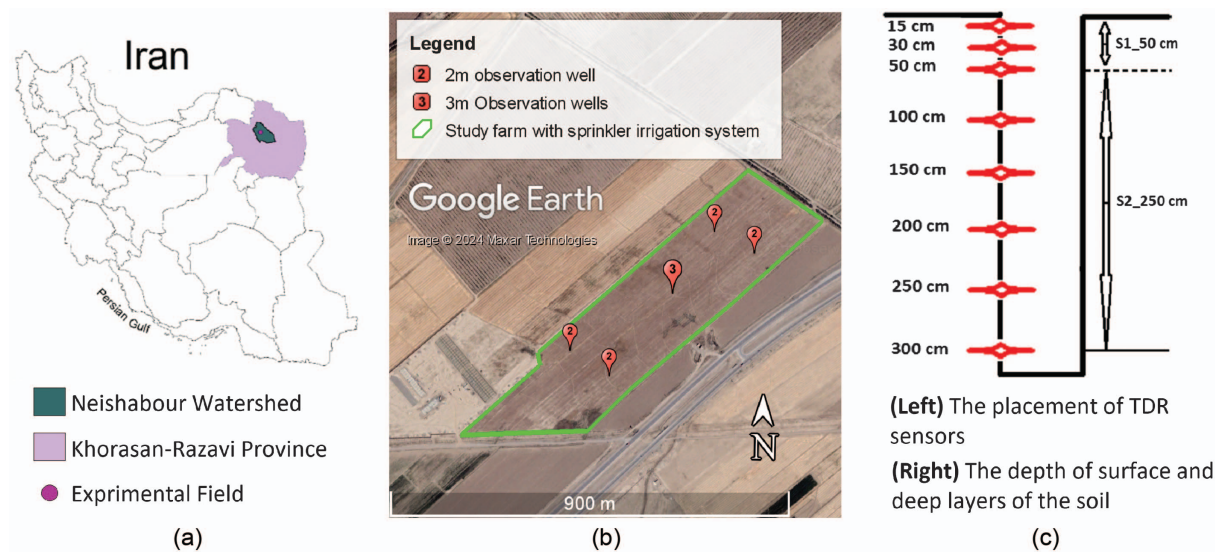 Iran
Persian Gulf
Neishabour Watershed
Khorasan-Razavi Province
Exprimental Field
(a)
Legend
2 2m observation well
3 3m Observation wells
Study farm with sprinkler irrigation system
Google Earth
Image © 2024 Maxar Technologies
2
2
3
2
2
N
900 m
(b)
15 cm
30 cm
50 cm
100 cm
150 cm
200 cm
250 cm
300 cm
S1_50 cm
S2_250 cm
(Left) The placement of TDR
sensors
(Right) The depth of surface and
deep layers of the soil
(c)